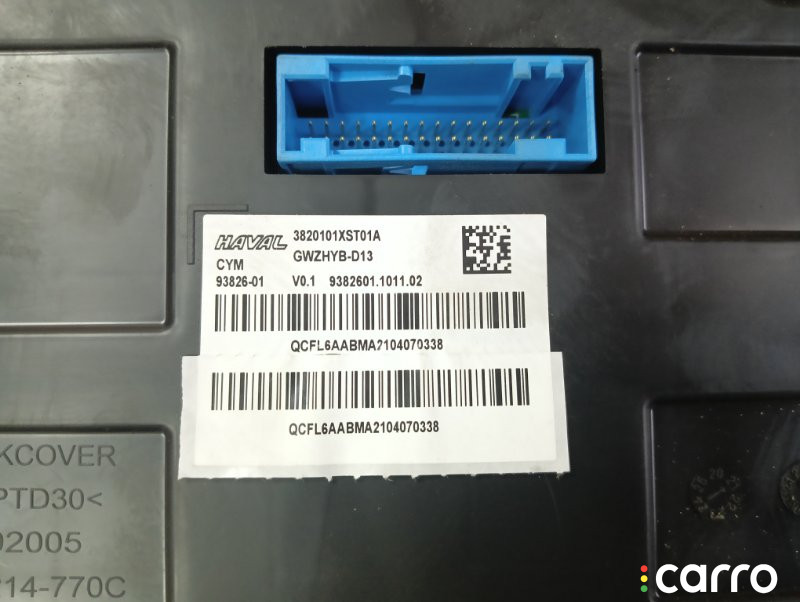 HAVAL 3820101XST01A
CYM GWZHYB-D13
93826-01 V0.1 9382601.1011.02
QCFL6AABMA2104070338
QCFL6AABMA2104070338
KCOVER
PTD30<
02005
214-770C
carro